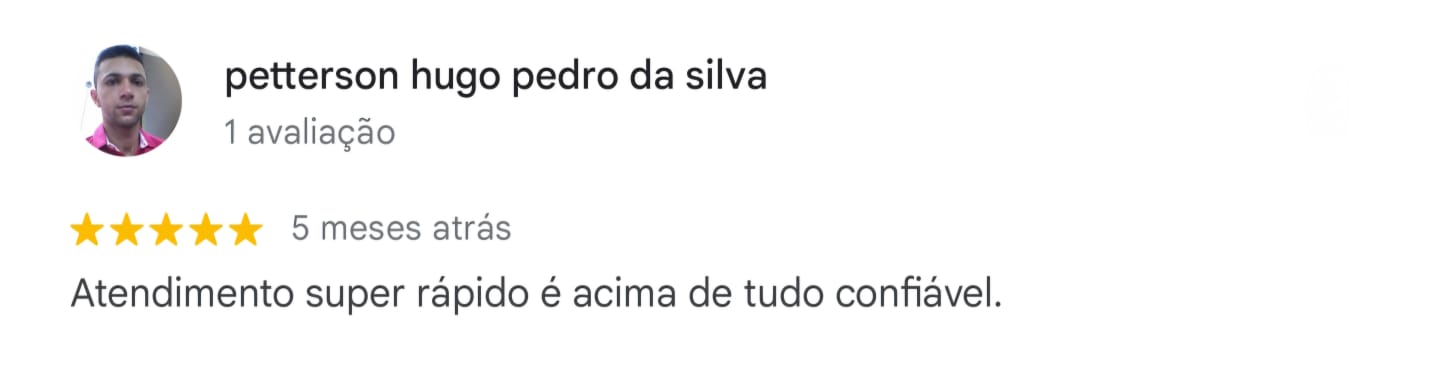 petterson hugo pedro da silva
1 avaliação
5 meses atrás
Atendimento super rápido é acima de tudo confiável.